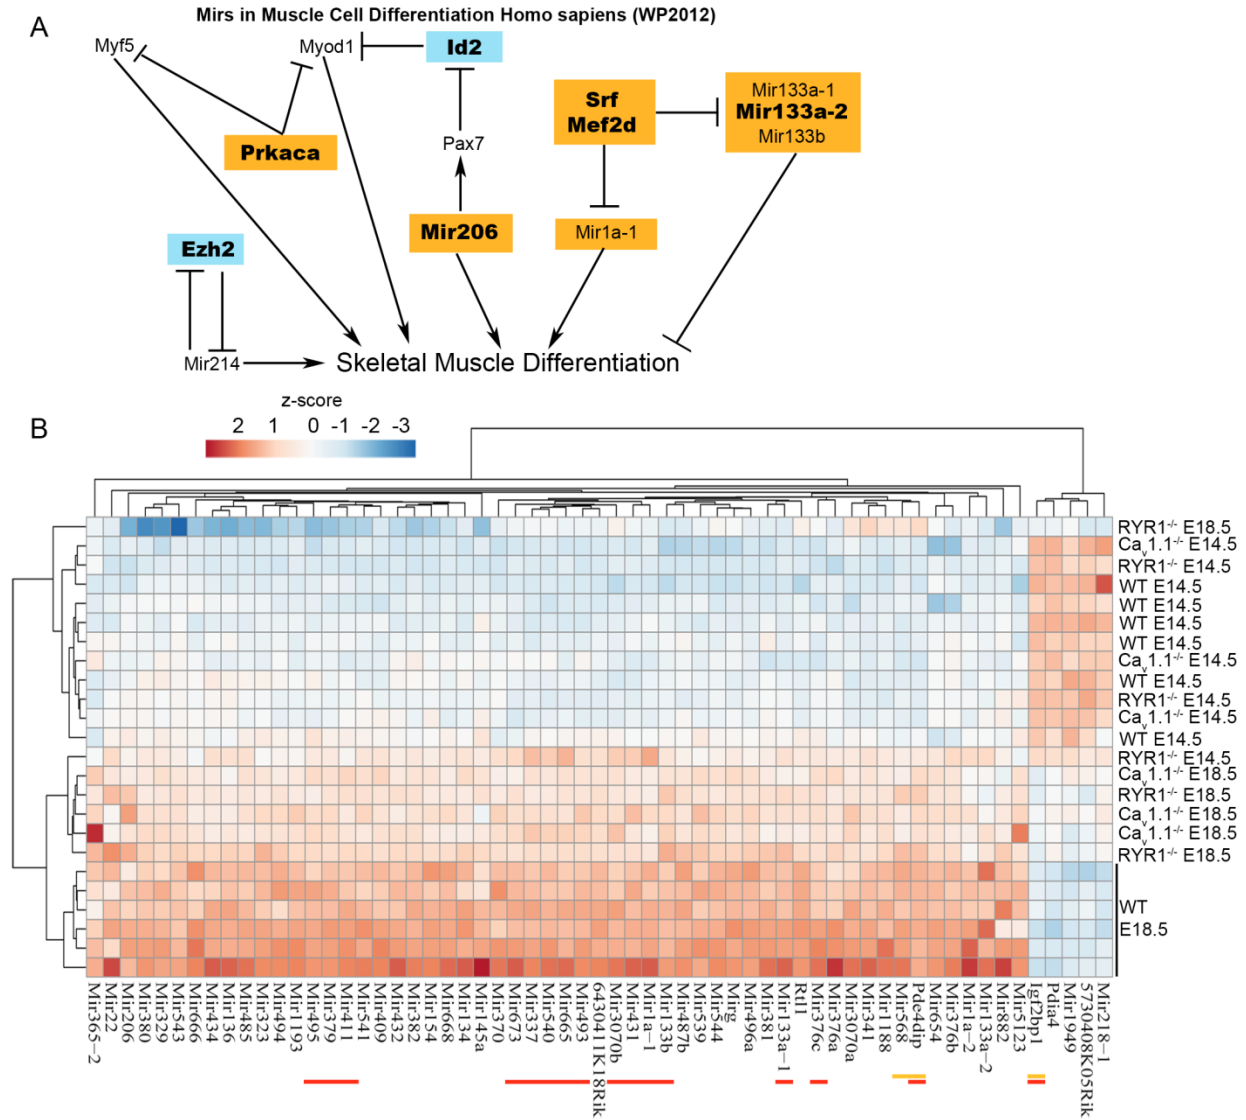 A
Mirs in Muscle Cell Differentiation Homo sapiens (WP2012)
Myf5
Myod1
Id2
Srf
Mef2d
Mir133a-1
Mir133a-2
Mir133b
Prkaca
Pax7
Mir206
Mir1a-1
Ezh2
Mir214
Skeletal Muscle Differentiation
B
z-score
2 1 0 -1 -2 -3
RYR1-/- E18.5
Cav1.1-/- E14.5
RYR1-/- E14.5
WT E14.5
WT E14.5
WT E14.5
WT E14.5
Cav1.1-/- E14.5
WT E14.5
RYR1-/- E14.5
Cav1.1-/- E14.5
WT E14.5
RYR1-/- E14.5
Cav1.1-/- E18.5
RYR1-/- E18.5
Cav1.1-/- E18.5
Cav1.1-/- E18.5
RYR1-/- E18.5
WT
E18.5
Mir365−2
Mir22
Mir206
Mir380
Mir329
Mir543
Mir666
Mir434
Mir136
Mir485
Mir323
Mir494
Mir1193
Mir495
Mir379
Mir411
Mir541
Mir409
Mir432
Mir382
Mir154
Mir668
Mir134
Mir145a
Mir370
Mir673
Mir337
Mir540
Mir665
Mir493
6430411K18Rik
Mir3070b
Mir431
Mir1a−1
Mir133b
Mir487b
Mir539
Mir544
Mirg
Mir496a
Mir381
Mir133a−1
Rtl1
Mir376c
Mir376a
Mir3070a
Mir341
Mir1188
Mir568
Pde4dip
Mir654
Mir376b
Mir1a−2
Mir133a−2
Mir882
Mir5123
Igf2bp1
Pdia4
Mir1949
5730408K05Rik
Mir218−1